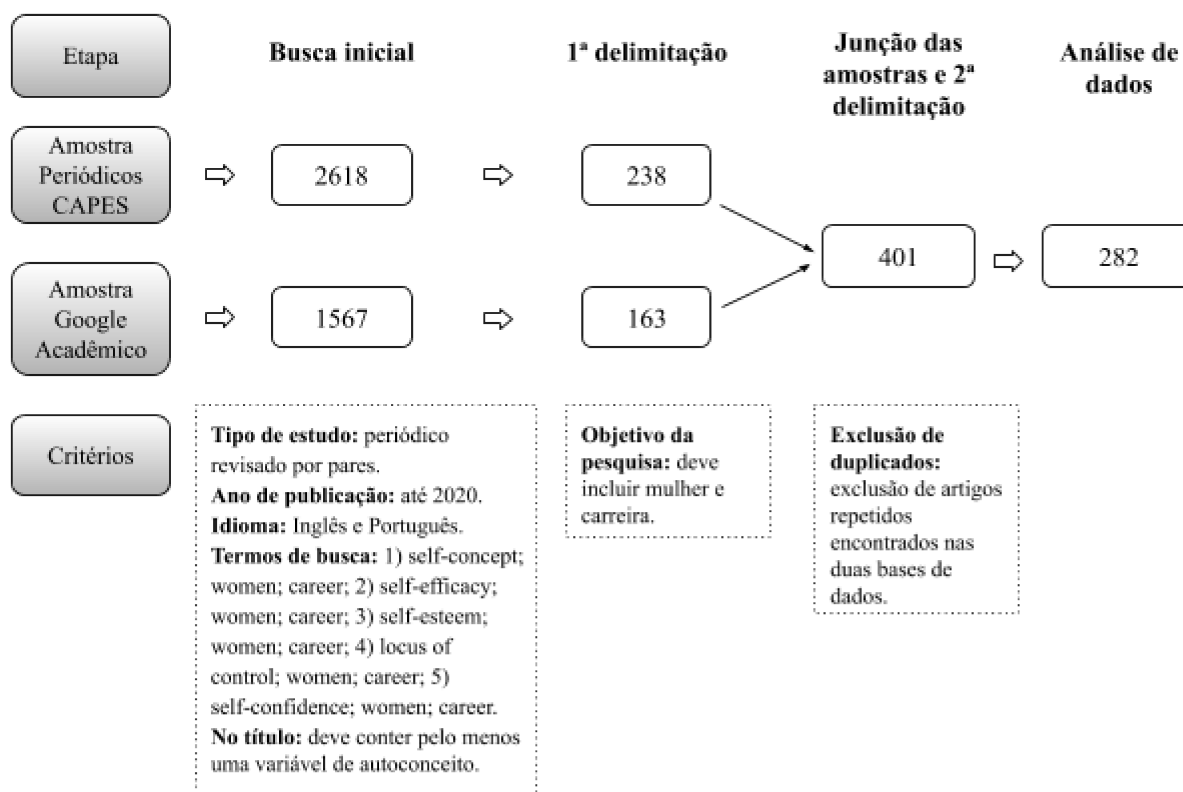 Etapa
Busca inicial
1ª delimitação
Junção das
amostras e 2ª
delimitação
Análise de
dados
Amostra
Periódicos
CAPES
2618
238
401
282
Amostra
Google
Acadêmico
1567
163
Critérios
Tipo de estudo: periódico
revisado por pares.
Ano de publicação: até 2020.
Idioma: Inglês e Português.
Termos de busca: 1) self-concept;
women; career; 2) self-efficacy;
women; career; 3) self-esteem;
women; career; 4) locus of
control; women; career; 5)
self-confidence; women; career.
No título: deve conter pelo menos
uma variável de autoconceito.
Objetivo da
pesquisa: deve
incluir mulher e
carreira.
Exclusão de
duplicados:
exclusão de artigos
repetidos
encontrados nas
duas bases de
dados.